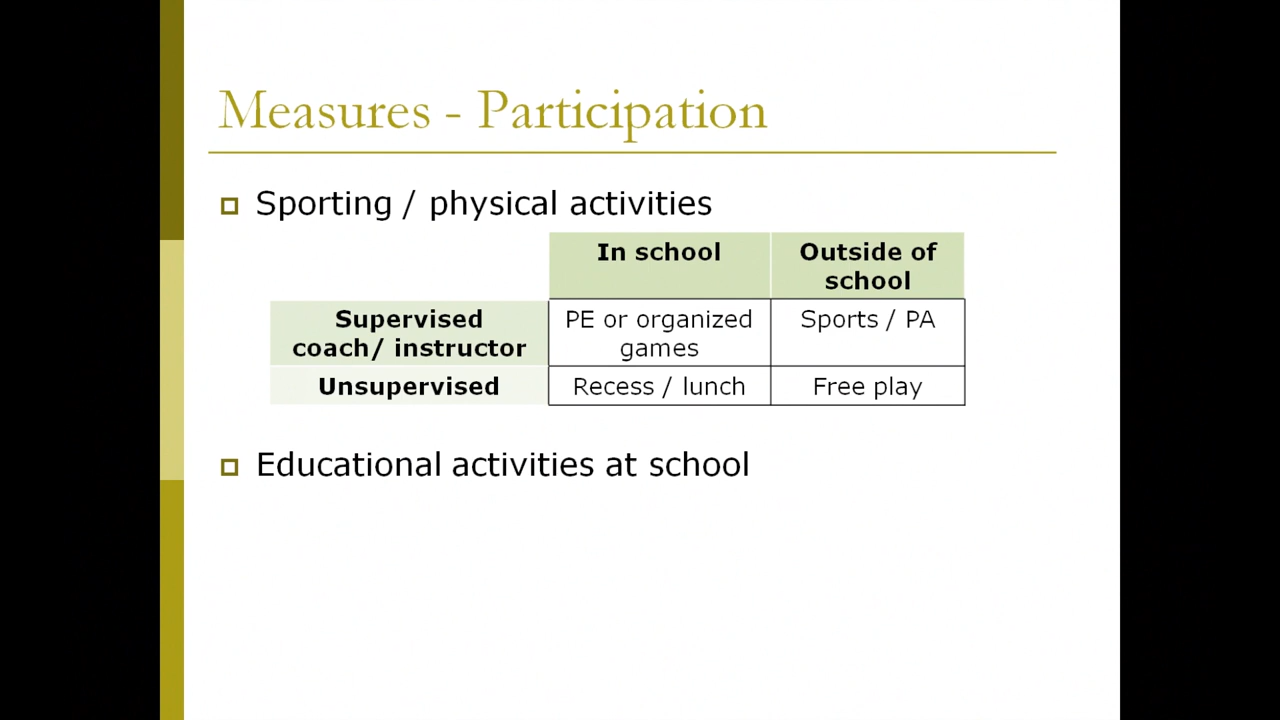 Measures - Participation
Sporting / physical activities
In school
Outside of
school
Supervised
coach/ instructor
PE or organized
games
Sports / PA
Unsupervised
Recess / lunch
Free play
Educational activities at school